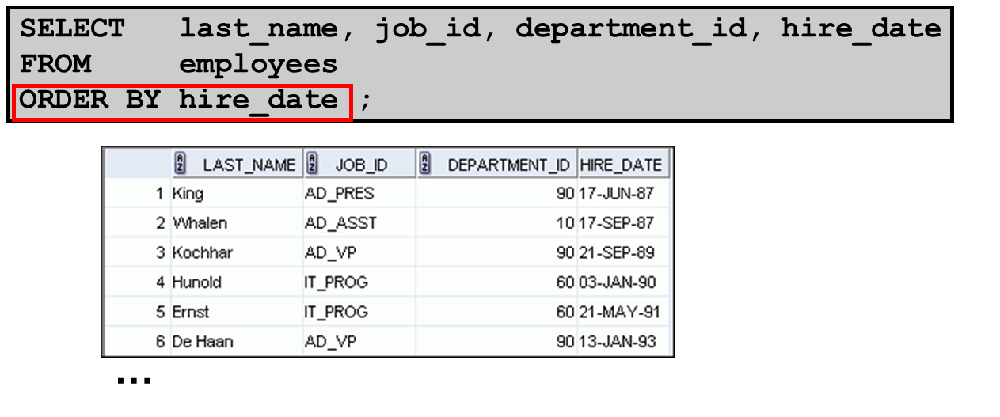 SELECT last_name, job_id, department_id, hire_date
FROM employees
ORDER BY hire_date ;
LAST_NAME JOB_ID DEPARTMENT_ID HIRE_DATE
1 King AD_PRES 90 17-JUN-87
2 Whalen AD_ASST 10 17-SEP-87
3 Kochhar AD_VP 90 21-SEP-89
4 Hunold IT_PROG 60 03-JAN-90
5 Ernst IT_PROG 60 21-MAY-91
6 De Haan AD_VP 90 13-JAN-93
...